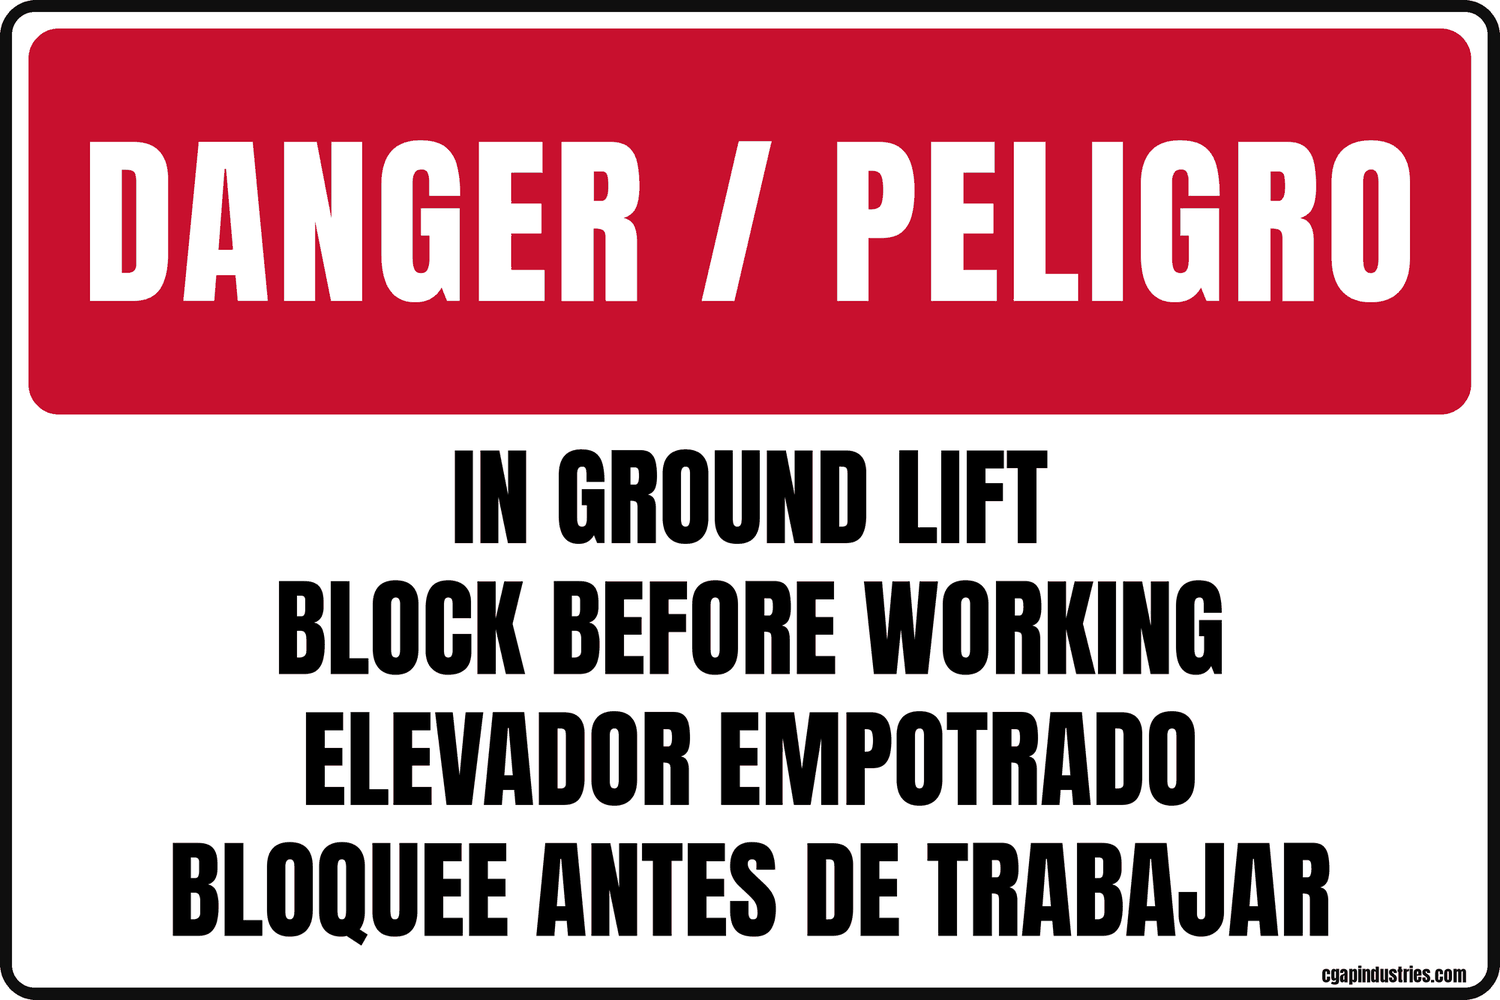 DANGER / PELIGRO
IN GROUND LIFT
BLOCK BEFORE WORKING
ELEVADOR EMPOTRADO
BLOQUEE ANTES DE TRABAJAR
cgapindustries.com